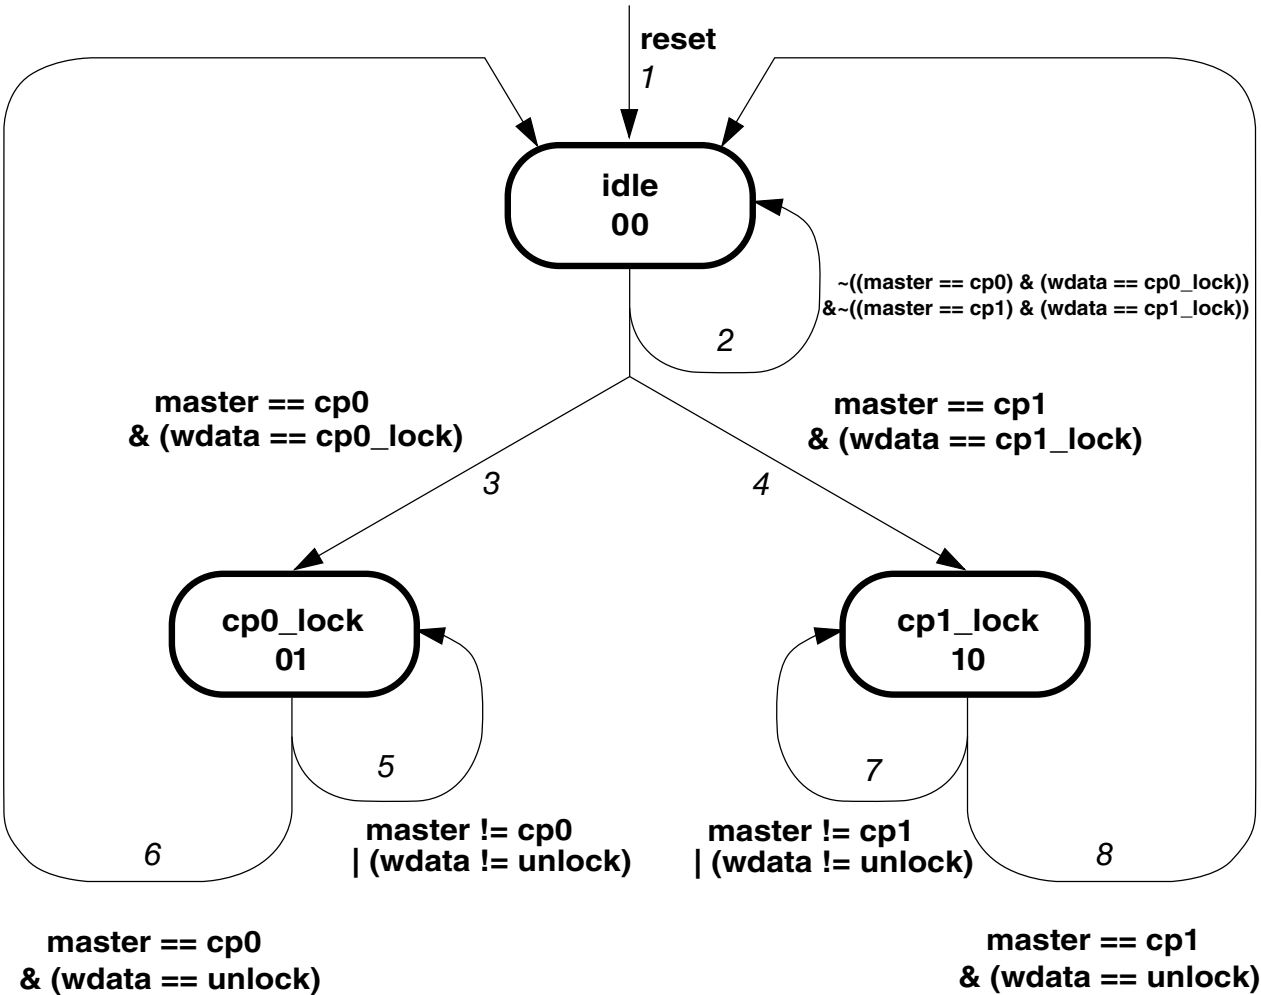 reset
1
idle
00
~((master == cp0) & (wdata == cp0_lock))
&~((master == cp1) & (wdata == cp1_lock))
2
master == cp0
& (wdata == cp0_lock)
master == cp1
& (wdata == cp1_lock)
3
4
cp0_lock
01
cp1_lock
10
5
7
master != cp0
| (wdata != unlock)
master != cp1
| (wdata != unlock)
6
8
master == cp0
& (wdata == unlock)
master == cp1
& (wdata == unlock)